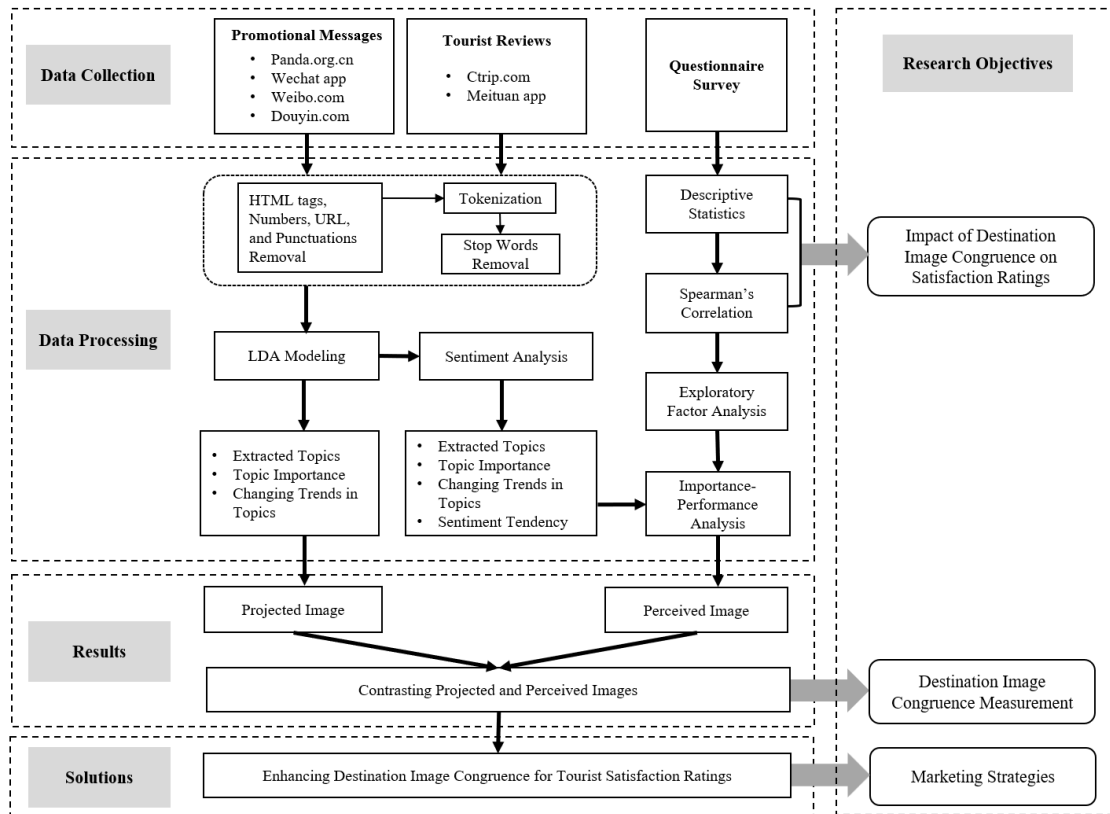 Data Collection
Promotional Messages
• Panda.org.cn
• Wechat app
• Weibo.com
• Douyin.com
Tourist Reviews
• Ctrip.com
• Meituan app
Questionnaire
Survey
Research Objectives
Data Processing
HTML tags,
Numbers, URL,
and Punctuations
Removal
Tokenization
Stop Words
Removal
Descriptive
Statistics
Spearman's
Correlation
Impact of Destination
Image Congruence on
Satisfaction Ratings
LDA Modeling
Sentiment Analysis
Exploratory
Factor Analysis
• Extracted Topics
• Topic Importance
• Changing Trends in
Topics
• Extracted Topics
• Topic Importance
• Changing Trends in
Topics
• Sentiment Tendency
Importance-
Performance
Analysis
Results
Projected Image
Perceived Image
Contrasting Projected and Perceived Images
Destination Image
Congruence Measurement
Solutions
Enhancing Destination Image Congruence for Tourist Satisfaction Ratings
Marketing Strategies